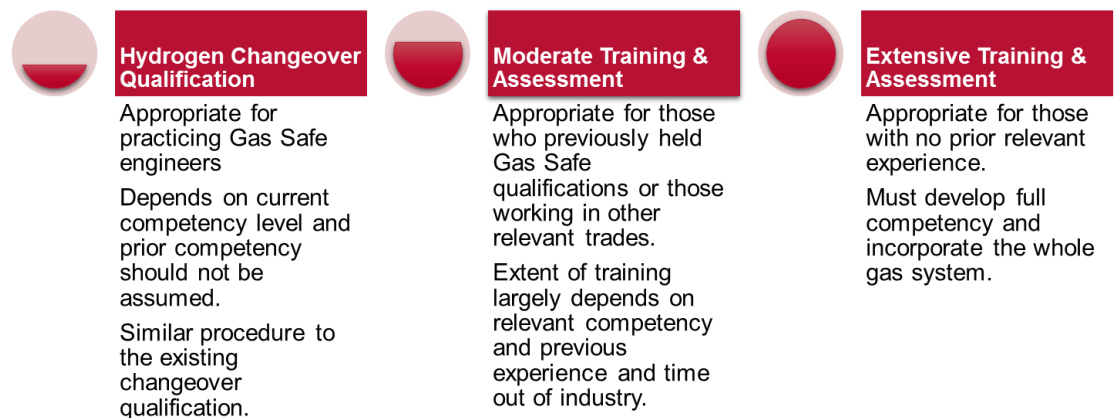 Hydrogen Changeover
Qualification
Appropriate for
practicing Gas Safe
engineers
Depends on current
competency level and
prior competency
should not be
assumed.
Similar procedure to
the existing
changeover
qualification.
Moderate Training &
Assessment
Appropriate for those
who previously held
Gas Safe
qualifications or those
working in other
relevant trades.
Extent of training
largely depends on
relevant competency
and previous
experience and time
out of industry.
Extensive Training &
Assessment
Appropriate for those
with no prior relevant
experience.
Must develop full
competency and
incorporate the whole
gas system.